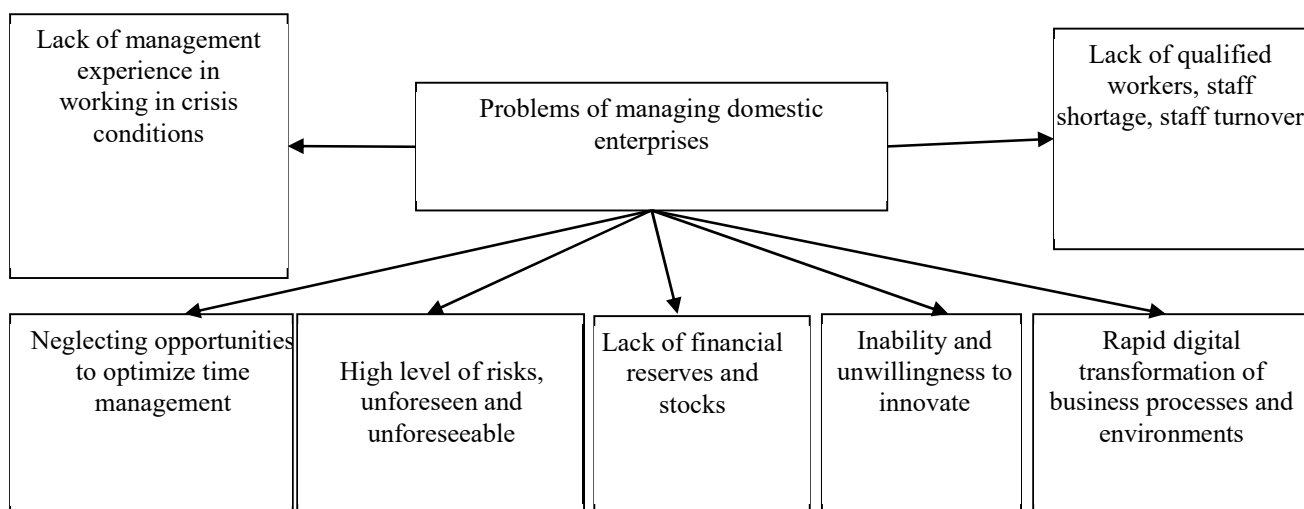 Lack of management
experience in
working in crisis
conditions
Problems of managing domestic
enterprises
Lack of qualified
workers, staff
shortage, staff turnover
Neglecting opportunities
to optimize time
management
High level of risks,
unforeseen and
unforeseeable
Lack of financial
reserves and
stocks
Inability and
unwillingness to
innovate
Rapid digital
transformation of
business processes and
environments